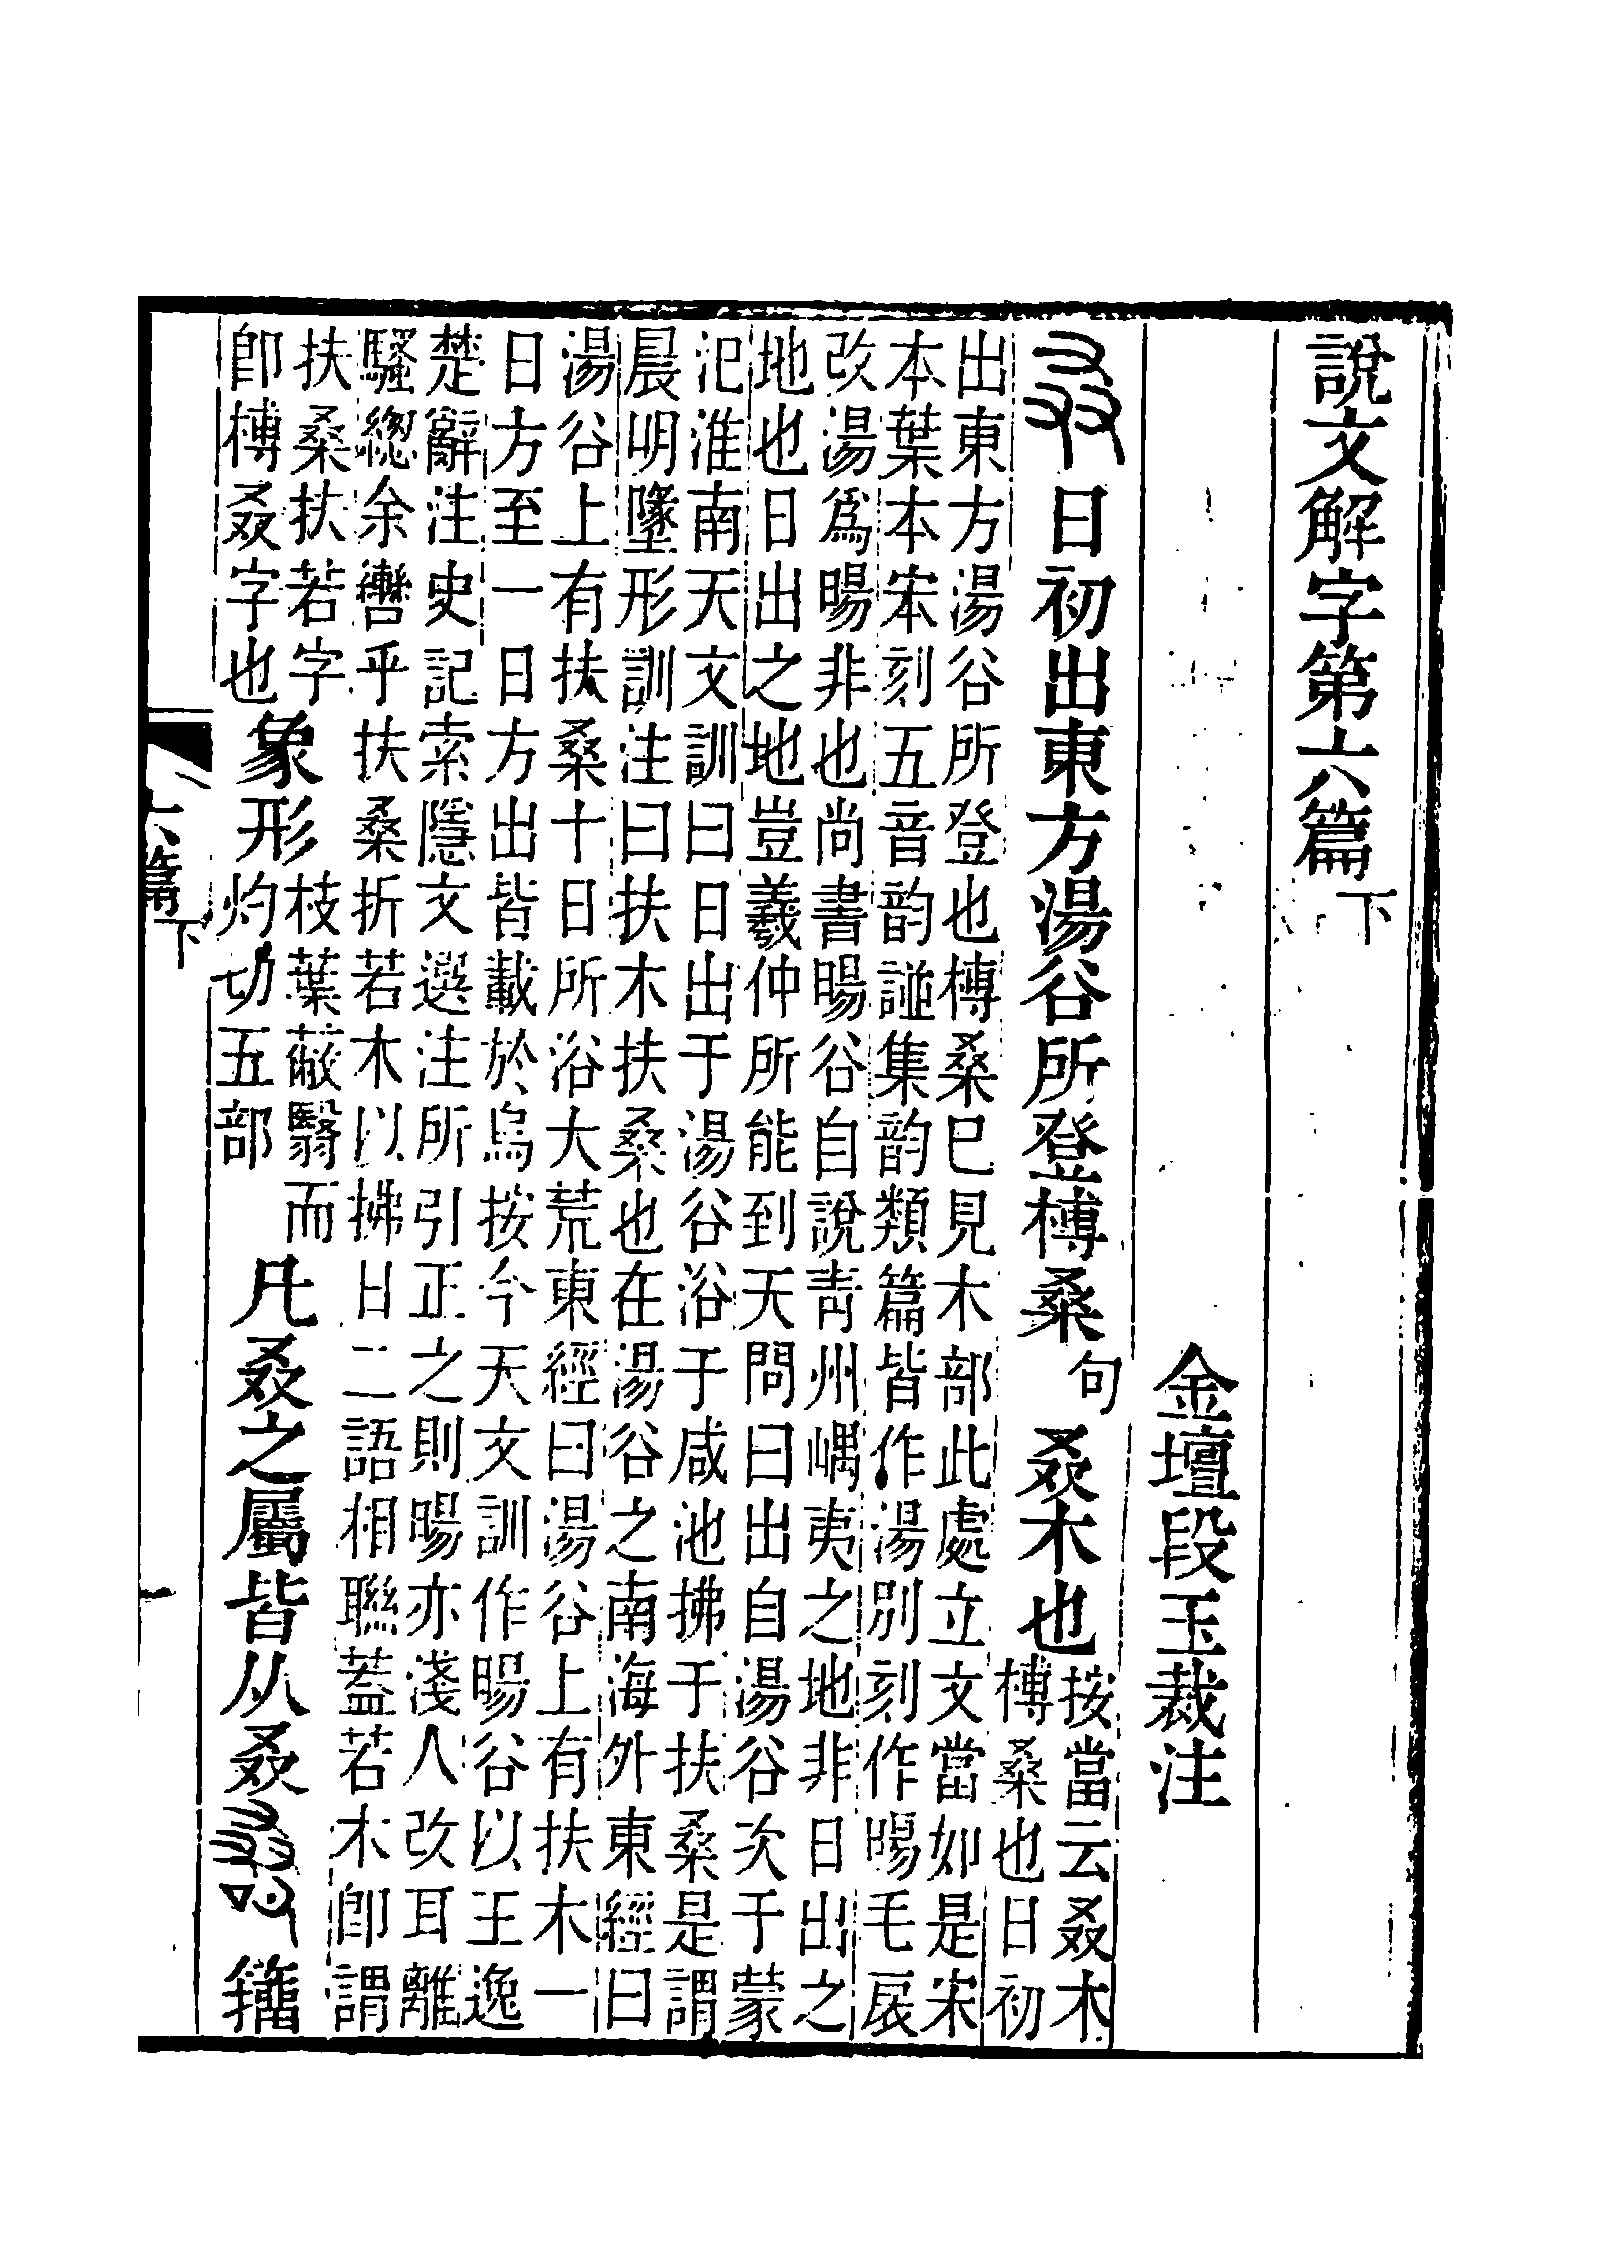 說文解字第六篇下
金壇段玉裁注
叒日初出東方湯谷所登榑桑句叒木也按當云叒木
榑桑也日初
出東方湯谷所登也榑桑巳見木部此處立文當如是宋
本葉本宋刻五音韵諩集韵類篇皆作湯別刻作暘毛扆
改湯爲暘非也尚書暘谷自說靑州嵎夷之地非日出之
地也日出之地豈羲仲所能到天問曰出自湯谷次于蒙
汜淮南天文訓曰日出于湯谷浴于咸池拂于扶桑是謂
晨明墬形訓注曰扶木扶桑也在湯谷之南海外東經曰
湯谷上有扶桑十日所浴大荒東經曰湯谷上有扶木一
日方至一日方出皆載於烏按今天文訓作暘谷以王逸
楚辭注史記索隱文選注所引正之則暘亦淺人改耳離
騷緫余轡乎扶桑折若木以拂日二語相聯葢若木卽謂
扶桑扶若字
卽榑叒字也象形枝葉蔽翳而
灼切五部凡叒之屬皆从叒籒
六篇下
一